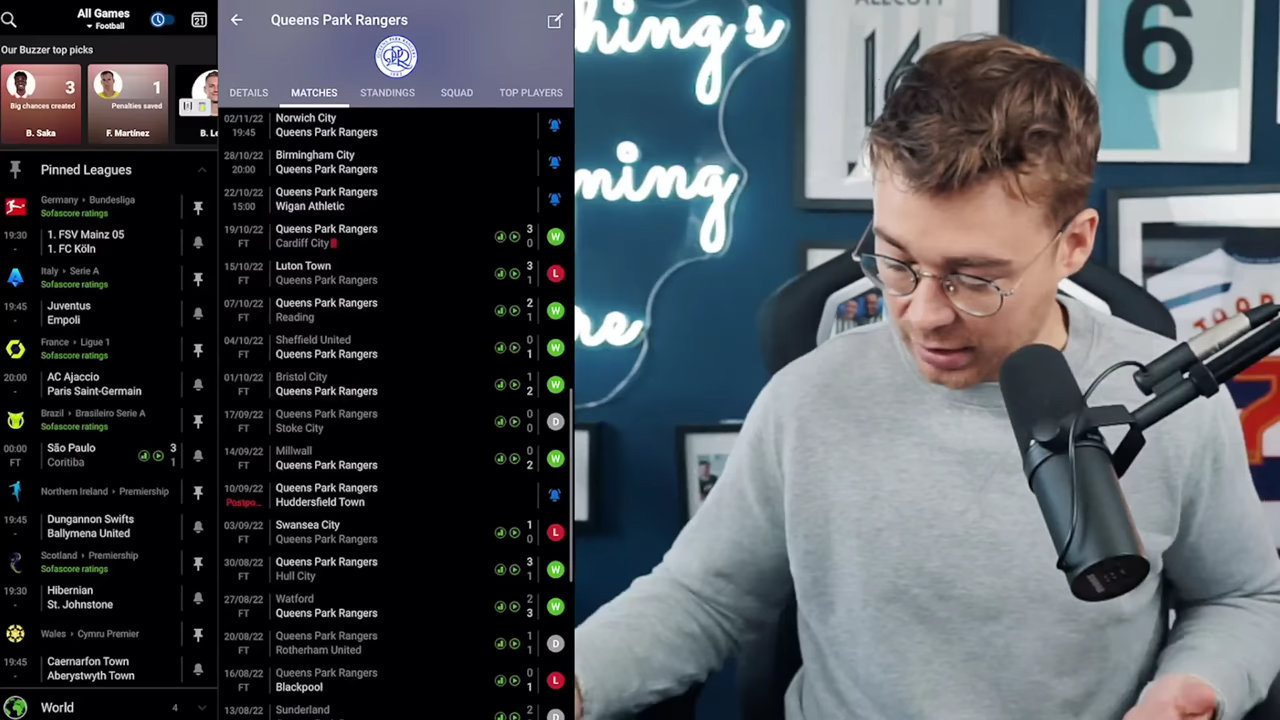 All Games
Football
21
Our Buzzer top picks
3
Big chances created
B. Saka
1
Penalties saved
F. Martínez
B. Le
Pinned Leagues
Germany › Bundesliga
Sofascore ratings
19:30
1. FSV Mainz 05
-
1. FC Köln
Italy › Serie A
Sofascore ratings
19:45
Juventus
-
Empoli
France › Ligue 1
Sofascore ratings
20:00
AC Ajaccio
-
Paris Saint-Germain
Brazil › Brasileiro Serie A
Sofascore ratings
00:00
São Paulo
3
FT
Coritiba
1
Northern Ireland › Premiership
19:45
Dungannon Swifts
-
Ballymena United
Scotland › Premiership
Sofascore ratings
19:30
Hibernian
-
St. Johnstone
Wales › Cymru Premier
19:45
Caernarfon Town
-
Aberystwyth Town
World
4
Queens Park Rangers
QPR
DETAILS MATCHES STANDINGS SQUAD TOP PLAYERS
02/11/22 Norwich City
19:45 Queens Park Rangers
28/10/22 Birmingham City
20:00 Queens Park Rangers
22/10/22 Queens Park Rangers
15:00 Wigan Athletic
19/10/22 Queens Park Rangers 3
FT Cardiff City 0
W
15/10/22 Luton Town 3
FT Queens Park Rangers 1
L
07/10/22 Queens Park Rangers 2
FT Reading 1
W
04/10/22 Sheffield United 0
FT Queens Park Rangers 1
W
01/10/22 Bristol City 1
FT Queens Park Rangers 2
W
17/09/22 Queens Park Rangers 0
FT Stoke City 0
D
14/09/22 Millwall 0
FT Queens Park Rangers 2
W
10/09/22 Queens Park Rangers
Postpo... Huddersfield Town
03/09/22 Swansea City 1
FT Queens Park Rangers 0
L
30/08/22 Queens Park Rangers 3
FT Hull City 1
W
27/08/22 Watford 2
FT Queens Park Rangers 3
W
20/08/22 Queens Park Rangers 1
FT Rotherham United 1
D
16/08/22 Queens Park Rangers 0
FT Blackpool 1
L
13/08/22 Sunderland 2
D
hing's
ning
re
16
6